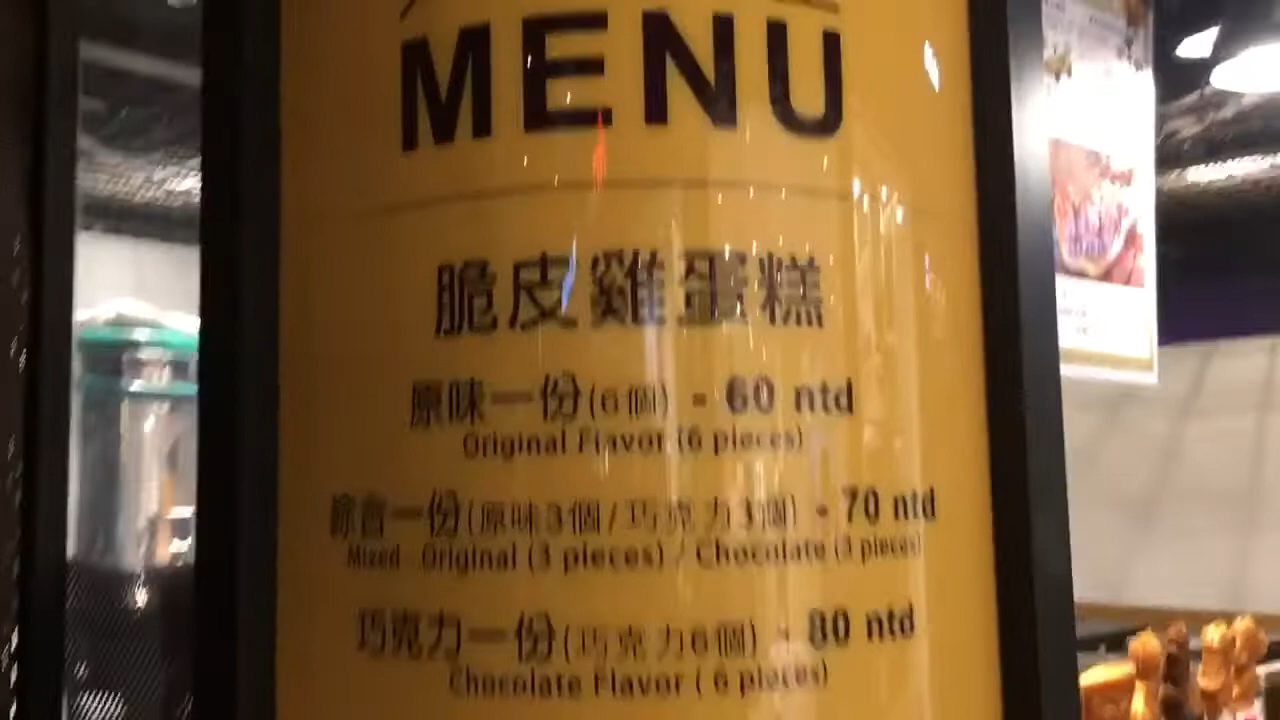 MENU
脆皮雞蛋糕
原味一份(6個) - 60 ntd
Original Flavor (6 pieces)
綜合一份(原味3個/巧克力3個) - 70 ntd
Mixed Original (3 pieces) / Chocolate (3 pieces)
巧克力一份(巧克力6個) - 80 ntd
Chocolate Flavor ( 6 pieces)